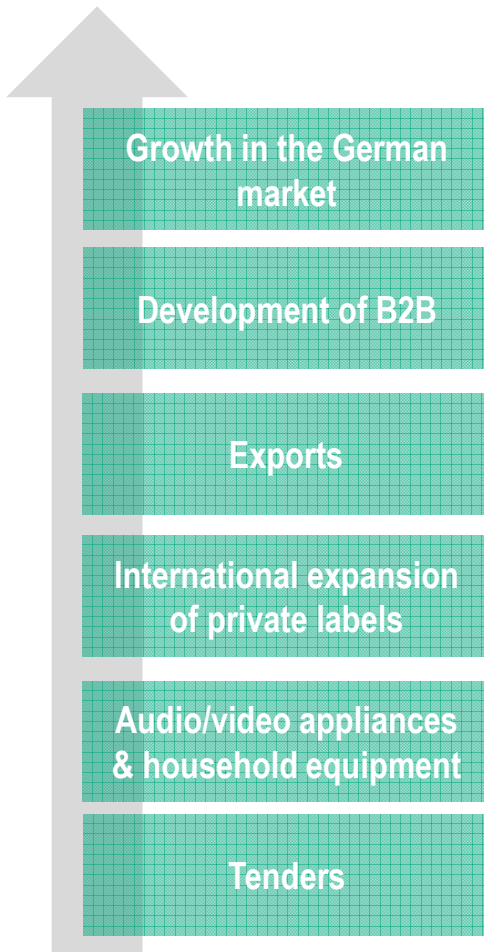 Growth in the German
market
Development of B2B
Exports
International expansion
of private labels
Audio/video appliances
& household equipment
Tenders